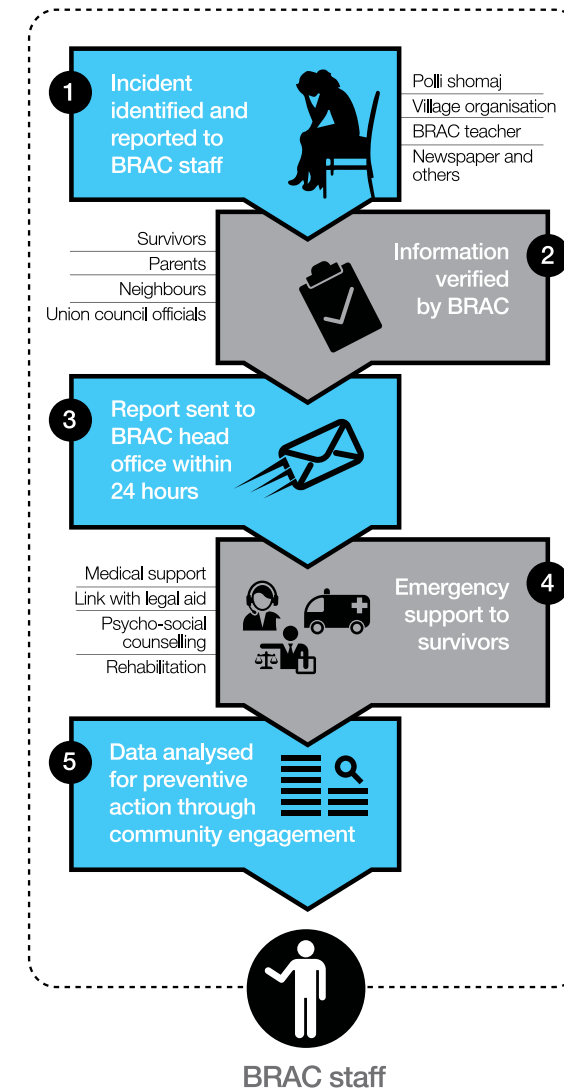 1
Incident
identified and
reported to
BRAC staff
Polli shomaj
Village organisation
BRAC teacher
Newspaper and
others
Survivors
Parents
Neighbours
Union council officials
2
Information
verified
by BRAC
3
Report sent to
BRAC head
office within
24 hours
Medical support
Link with legal aid
Psycho-social
counselling
Rehabilitation
4
Emergency
support to
survivors
5
Data analysed
for preventive
action through
community engagement
BRAC staff